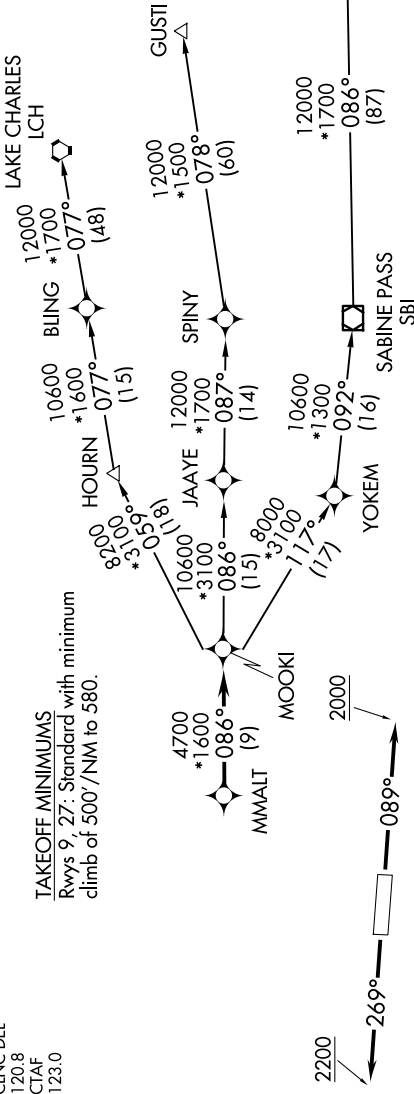 CLNC DEL
120.8
CTAF
123.0
TAKEOFF MINIMUMS
Rwys 9, 27: Standard with minimum
climb of 500'/NM to 580.
LAKE CHARLES
LCH
12000
*1700
077°
(48)
BLING
10600
*1600
077°
(15)
HOURN
8200
*3100
059°
(18)
GUSTI
12000
*1500
078°
(60)
SPINY
12000
*1700
087°
(14)
JAAYE
10600
*3100
086°
(15)
MOOKI
4700
*1600
086°
(9)
MMALT
12000
*1700
086°
(87)
SABINE PASS
SBI
10600
*1300
092°
(16)
YOKEM
8000
*3100
117°
(17)
2200
269°
089°
2000